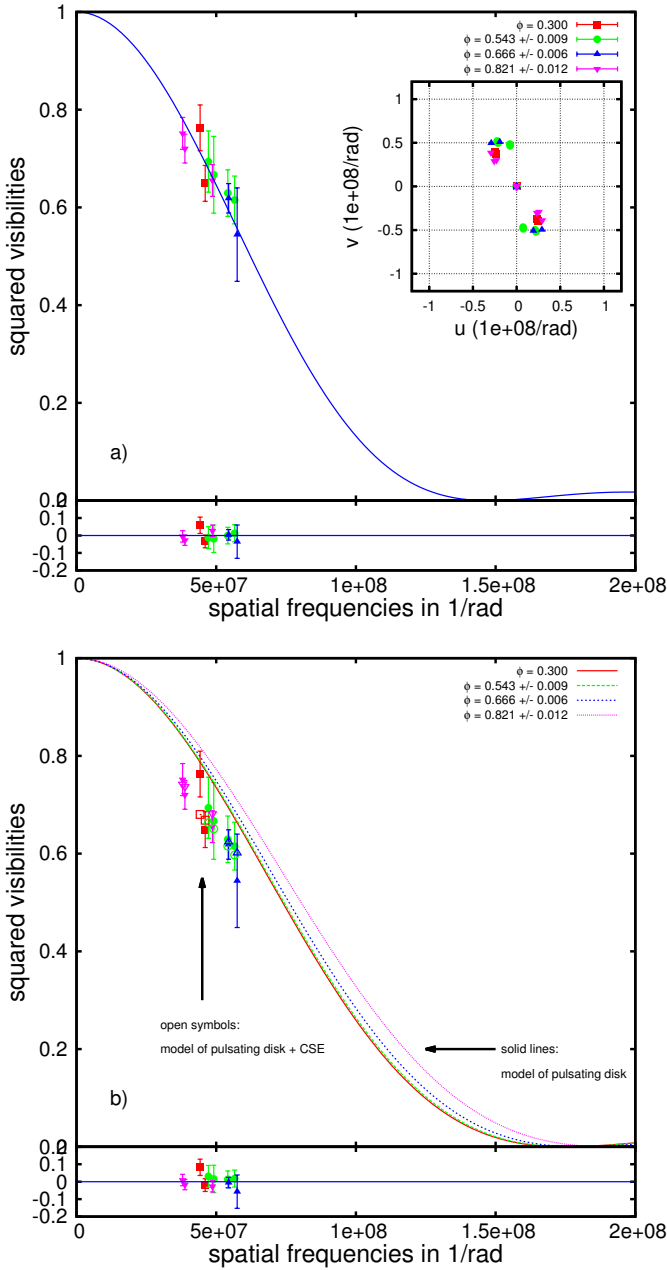 1
0.8
0.6
0.4
0.2
0
squared visibilities
a)
ϕ = 0.300
ϕ = 0.543 +/- 0.009
ϕ = 0.666 +/- 0.006
ϕ = 0.821 +/- 0.012
1
0.5
0
-0.5
-1
v (1e+08/rad)
-1 -0.5 0 0.5 1
u (1e+08/rad)
0.2
0.1
0
-0.1
-0.2
0 5e+07 1e+08 1.5e+08 2e+08
spatial frequencies in 1/rad
1
0.8
0.6
0.4
0.2
0
squared visibilities
ϕ = 0.300
ϕ = 0.543 +/- 0.009
ϕ = 0.666 +/- 0.006
ϕ = 0.821 +/- 0.012
open symbols:
model of pulsating disk + CSE
solid lines:
model of pulsating disk
b)
0.2
0.1
0
-0.1
-0.2
0 5e+07 1e+08 1.5e+08 2e+08
spatial frequencies in 1/rad